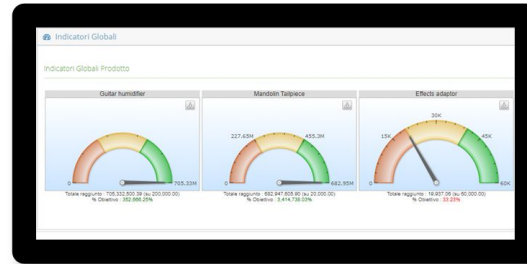 Indicatori Globali
Indicatori Globali Prodotto
Guitar humidifier
0
705.33M
Totale raggiunto : 705,332,500.39 (su 200,000.00)
% Obiettivo : 352,666.25%
Mandolin Tailpiece
227.65M
455.3M
0
682.95M
Totale raggiunto : 682,947,605.90 (su 20,000.00)
% Obiettivo : 3,414,738.03%
Effects adaptor
30K
15K
45K
0
60K
Totale raggiunto : 19,937.05 (su 60,000.00)
% Obiettivo : 33.23%